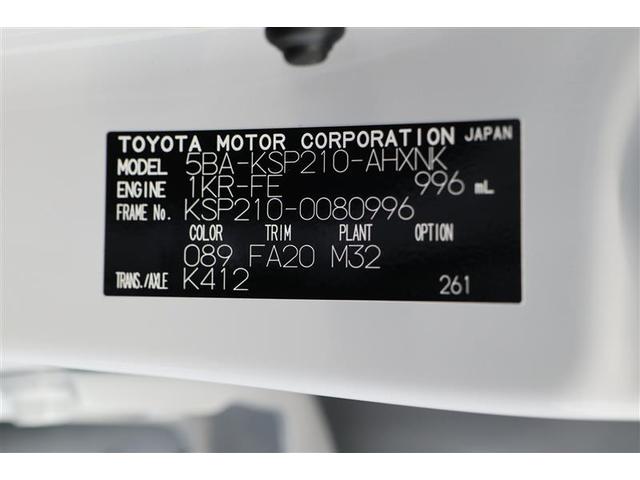 TOYOTA MOTOR CORPORATION JAPAN
MODEL 5BA-KSP210-AHXNK
ENGINE 1KR-FE 996 mL
FRAME No. KSP210-0080996
COLOR TRIM PLANT OPTION
089 FA20 M32
TRANS./AXLE K412 261